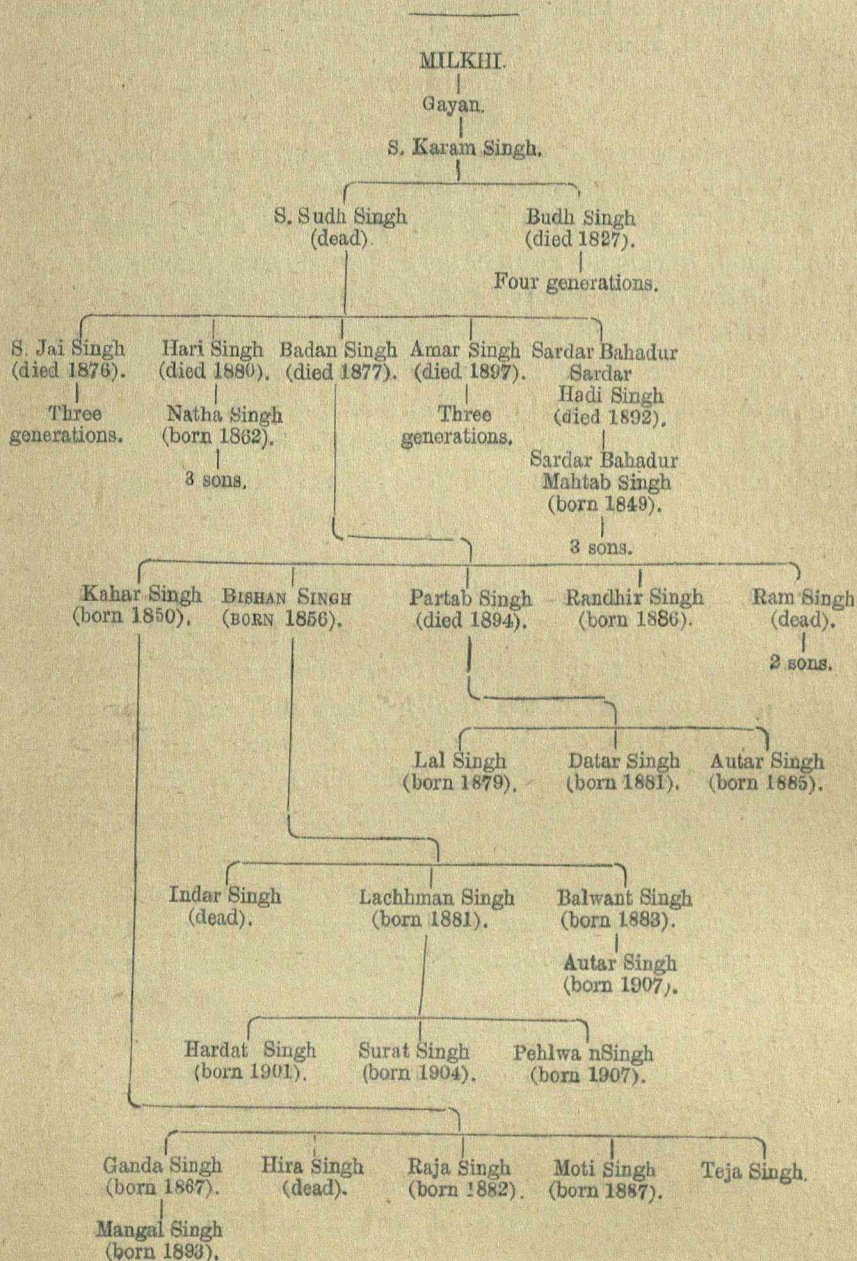 MILKHI.
Gayan.
S. Karam Singh.
S. Sudh Singh
(dead).
Budh Singh
(died 1827).
Four generations.
S. Jai Singh
(died 1876).
Three
generations.
Hari Singh
(died 1880).
Natha Singh
(born 1862).
3 sons.
Badan Singh
(died 1877).
Amar Singh
(died 1897).
Three
generations.
Sardar Bahadur
Sardar
Hadi Singh
(died 1892).
Sardar Bahadur
Mahtab Singh
(born 1849).
3 sons.
Kahar Singh
(born 1850).
BISHAN SINGH
(BORN 1856).
Partab Singh
(died 1894).
Randhir Singh
(born 1886).
Ram Singh
(dead).
2 sons.
Lal Singh
(born 1879).
Datar Singh
(born 1881).
Autar Singh
(born 1885).
Indar Singh
(dead).
Lachhman Singh
(born 1881).
Balwant Singh
(born 1883).
Autar Singh
(born 1907).
Hardat Singh
(born 1901).
Surat Singh
(born 1904).
Pehlwa nSingh
(born 1907).
Ganda Singh
(born 1867).
Mangal Singh
(born 1893).
Hira Singh
(dead).
Raja Singh
(born 1882).
Moti Singh
(born 1887).
Teja Singh.